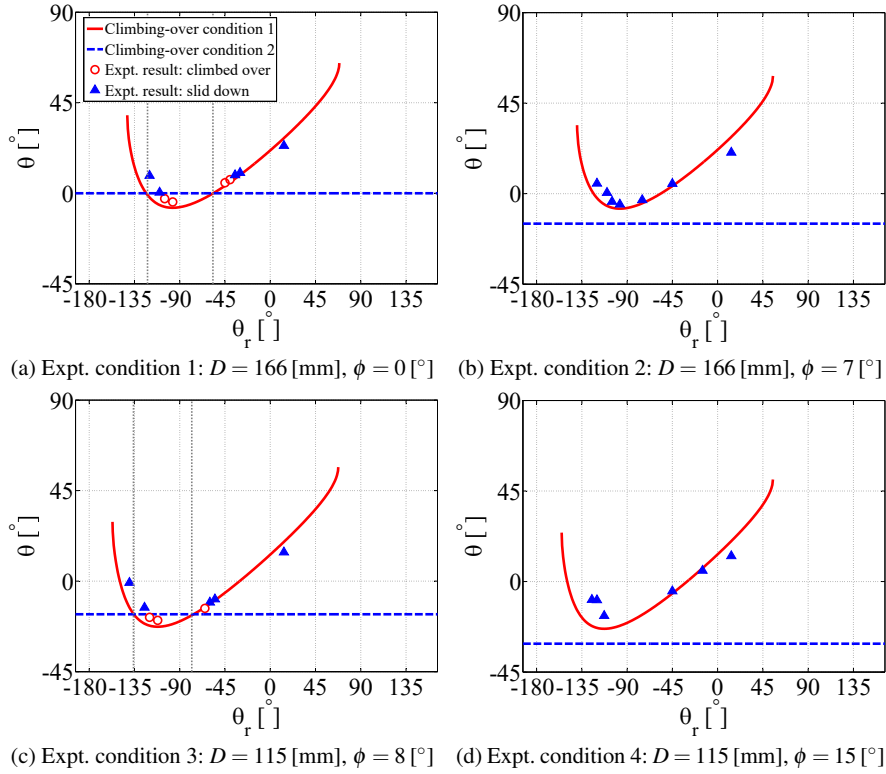 90
Climbing-over condition 1
Climbing-over condition 2
Expt. result: climbed over
Expt. result: slid down
45
0
-45
θ [°]
-180 -135 -90 -45 0 45 90 135
θr [°]
(a) Expt. condition 1: D = 166 [mm], ϕ = 0 [°]
90
45
0
-45
θ [°]
-180 -135 -90 -45 0 45 90 135
θr [°]
(b) Expt. condition 2: D = 166 [mm], ϕ = 7 [°]
90
45
0
-45
θ [°]
-180 -135 -90 -45 0 45 90 135
θr [°]
(c) Expt. condition 3: D = 115 [mm], ϕ = 8 [°]
90
45
0
-45
θ [°]
-180 -135 -90 -45 0 45 90 135
θr [°]
(d) Expt. condition 4: D = 115 [mm], ϕ = 15 [°]